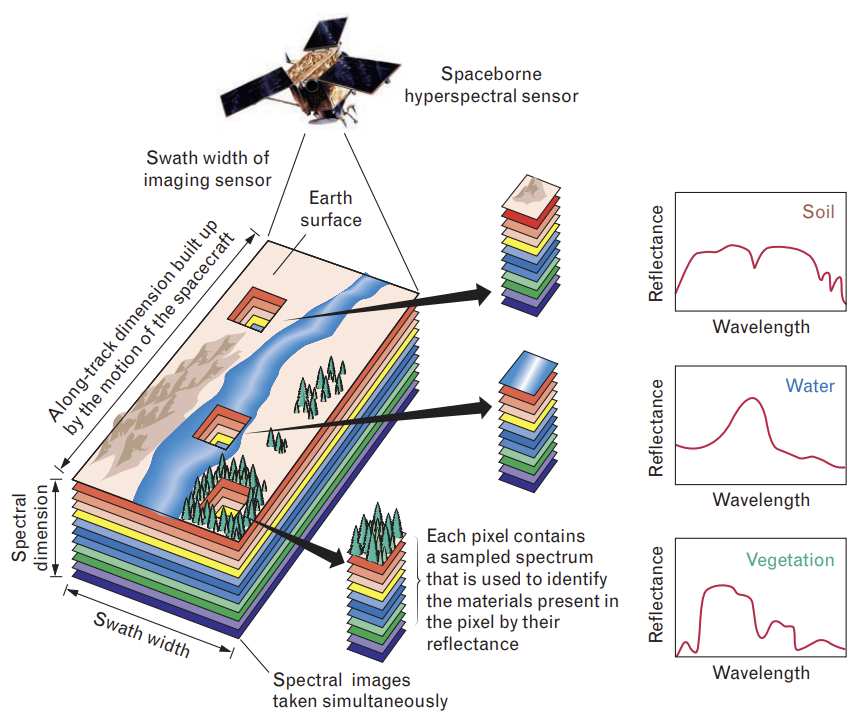 Spaceborne
hyperspectral sensor
Swath width of
imaging sensor
Earth
surface
Along-track dimension built up
by the motion of the spacecraft
Soil
Reflectance
Wavelength
Water
Reflectance
Wavelength
Spectral
dimension
Each pixel contains
a sampled spectrum
that is used to identify
the materials present in
the pixel by their
reflectance
Vegetation
Reflectance
Wavelength
Swath width
Spectral images
taken simultaneously